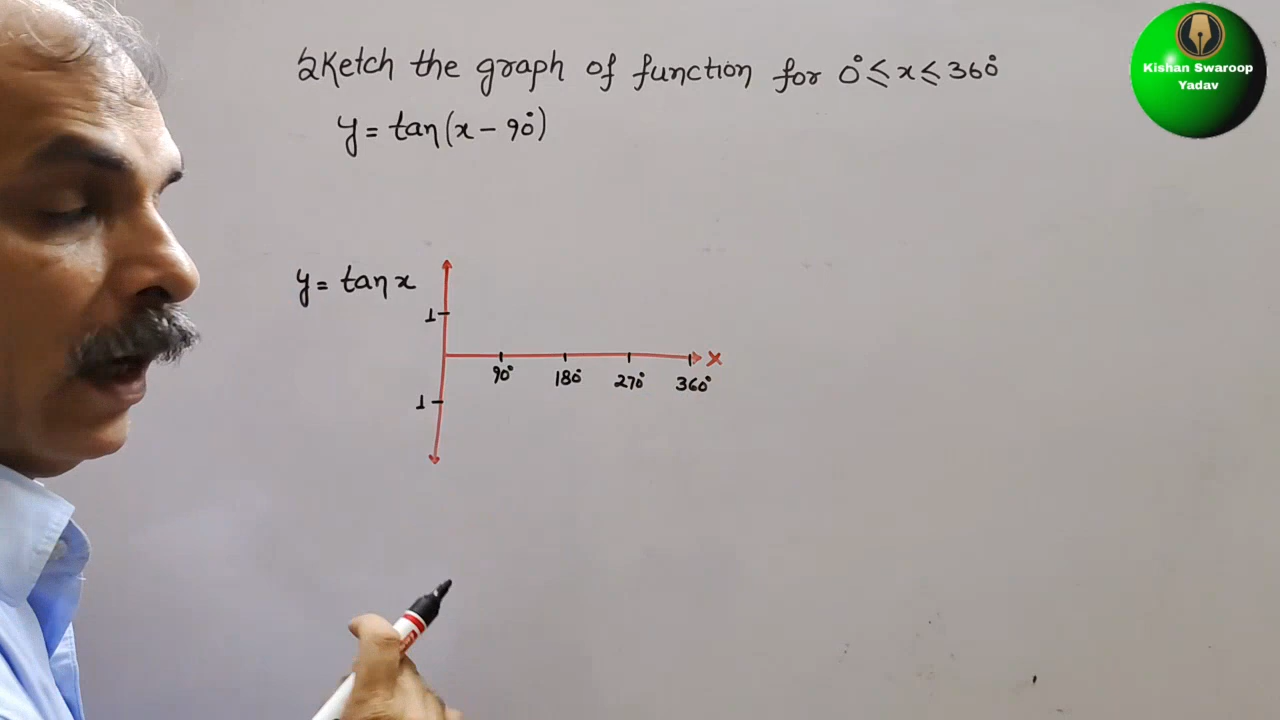 Sketch the graph of function for 0° ≤ x ≤ 360°
y = tan(x - 90°)
Kishan Swaroop
Yadav
y = tan x
1
90° 180° 270° 360° X
1